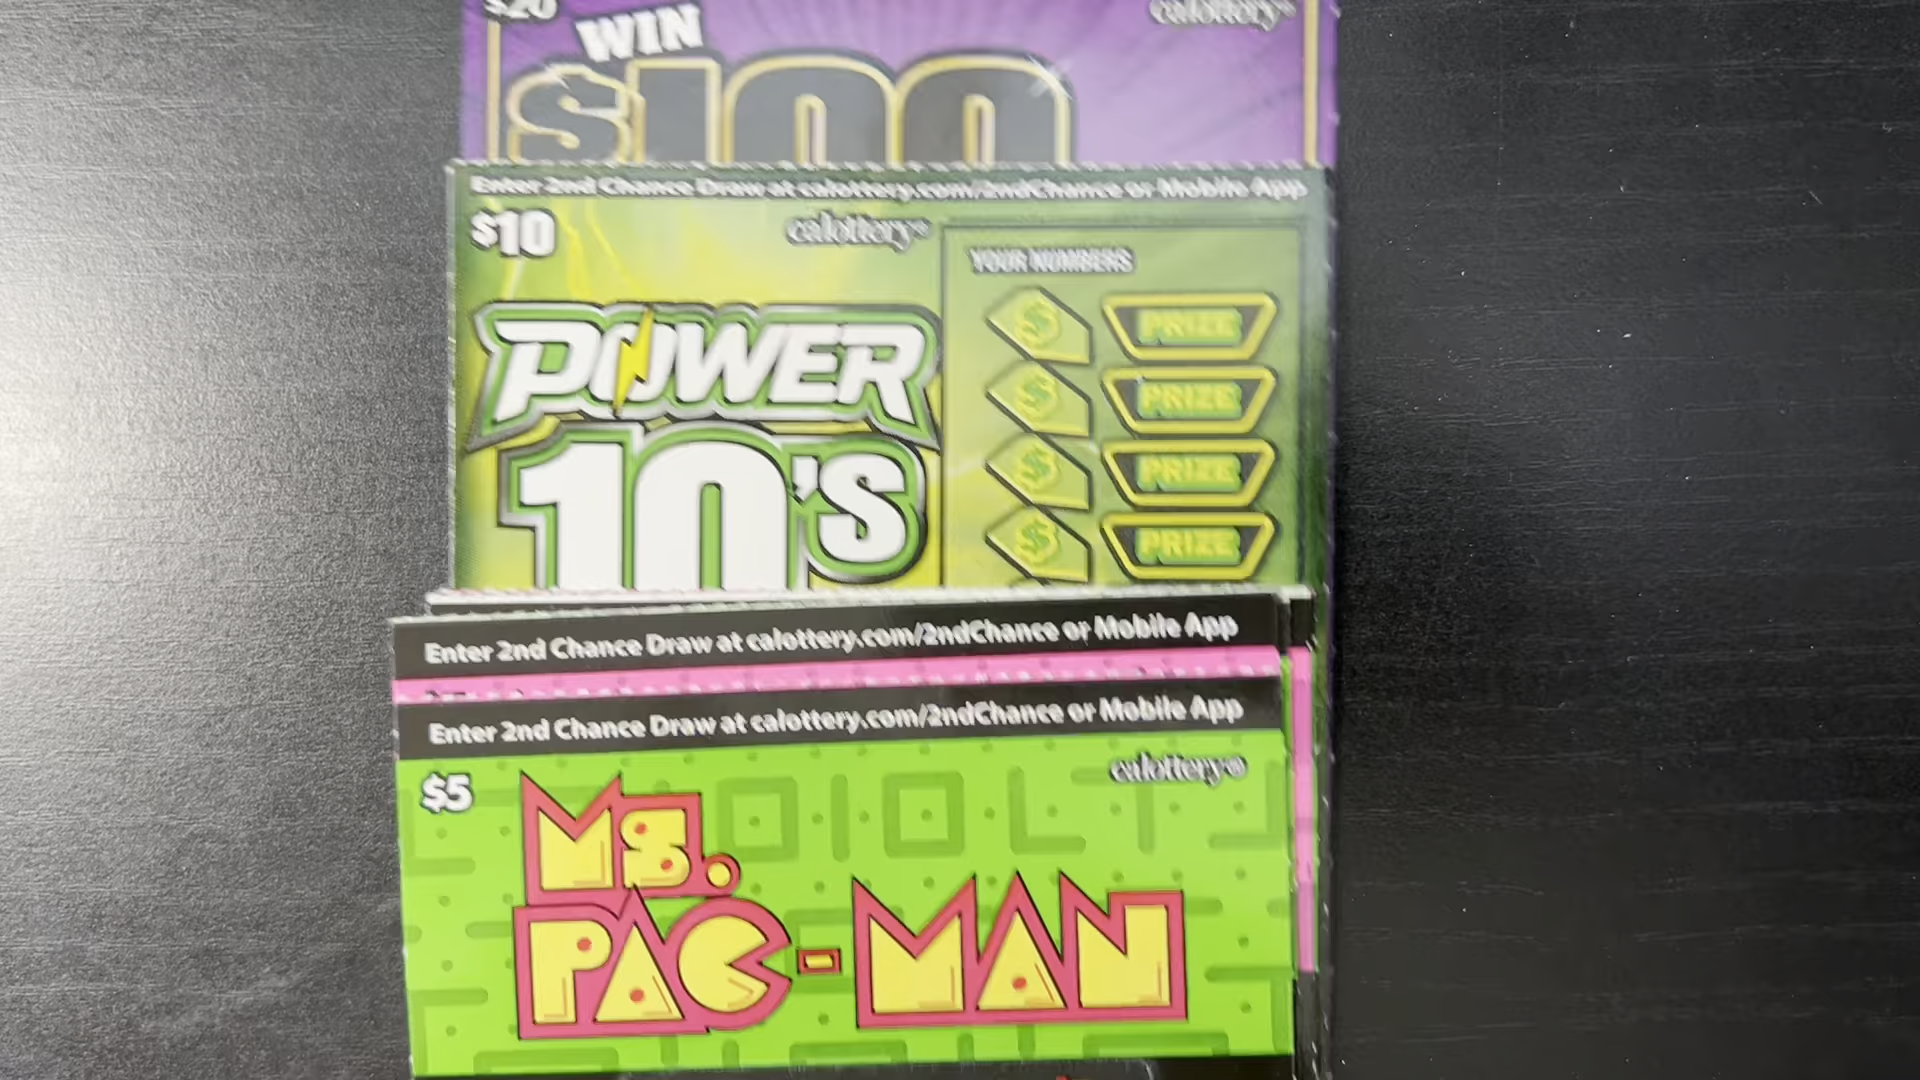 $20
calottery
WIN
$100
Enter 2nd Chance Draw at calottery.com/2ndChance or Mobile App
$10
calottery
YOUR NUMBERS
POWER
10'S
$ PRIZE
$ PRIZE
$ PRIZE
$ PRIZE
Enter 2nd Chance Draw at calottery.com/2ndChance or Mobile App
Enter 2nd Chance Draw at calottery.com/2ndChance or Mobile App
calottery®
$5
Ms.
PAC-MAN